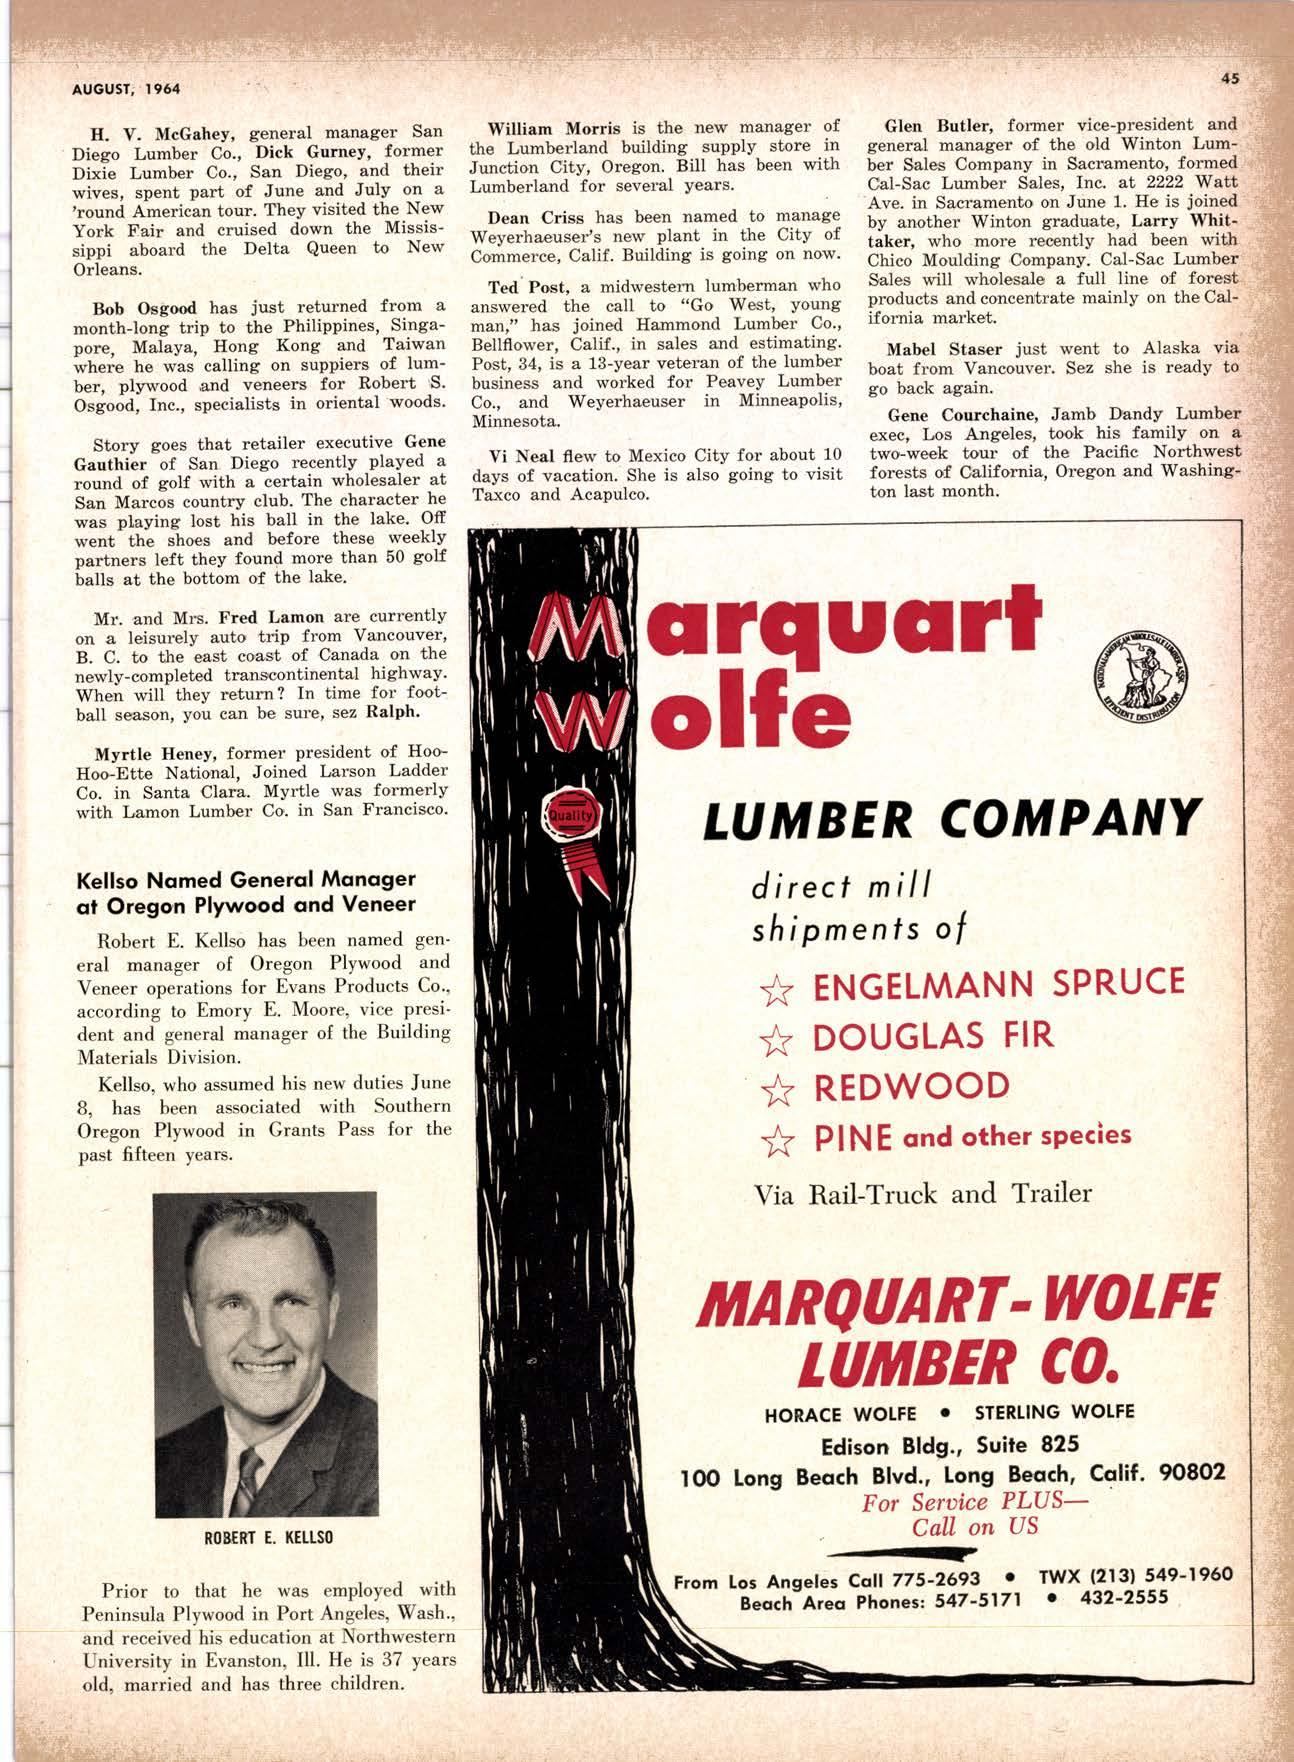 AUGUST, 1964
45
H. V. McGahey, general manager San
Diego Lumber Co., Dick Gurney, former
Dixie Lumber Co., San Diego, and their
wives, spent part of June and July on a
'round American tour. They visited the New
York Fair and cruised down the Missis-
sippi aboard the Delta Queen to New
Orleans.
Bob Osgood has just returned from a
month-long trip to the Philippines, Singa-
pore, Malaya, Hong Kong and Taiwan
where he was calling on suppiers of lum-
ber, plywood and veneers for Robert S.
Osgood, Inc., specialists in oriental woods.
Story goes that retailer executive Gene
Gauthier of San Diego recently played a
round of golf with a certain wholesaler at
San Marcos country club. The character he
was playing lost his ball in the lake. Off
went the shoes and before these weekly
partners left they found more than 50 golf
balls at the bottom of the lake.
Mr. and Mrs. Fred Lamon are currently
on a leisurely auto trip from Vancouver,
B. C. to the east coast of Canada on the
newly-completed transcontinental highway.
When will they return? In time for foot-
ball season, you can be sure, sez Ralph.
Myrtle Heney, former president of Hoo-
Hoo-Ette National, Joined Larson Ladder
Co. in Santa Clara. Myrtle was formerly
with Lamon Lumber Co. in San Francisco.
Kellso Named General Manager
at Oregon Plywood and Veneer
Robert E. Kellso has been named gen-
eral manager of Oregon Plywood and
Veneer operations for Evans Products Co.,
according to Emory E. Moore, vice presi-
dent and general manager of the Building
Materials Division.
Kellso, who assumed his new duties June
8, has been associated with Southern
Oregon Plywood in Grants Pass for the
past fifteen years.
ROBERT E. KELLSO
Prior to that he was employed with
Peninsula Plywood in Port Angeles, Wash.,
and received his education at Northwestern
University in Evanston, Ill. He is 37 years
old, married and has three children.
William Morris is the new manager of
the Lumberland building supply store in
Junction City, Oregon. Bill has been with
Lumberland for several years.
Dean Criss has been named to manage
Weyerhaeuser's new plant in the City of
Commerce, Calif. Building is going on now.
Ted Post, a midwestern lumberman who
answered the call to "Go West, young
man," has joined Hammond Lumber Co.,
Bellflower, Calif., in sales and estimating.
Post, 34, is a 13-year veteran of the lumber
business and worked for Peavey Lumber
Co., and Weyerhaeuser in Minneapolis,
Minnesota.
Vi Neal flew to Mexico City for about 10
days of vacation. She is also going to visit
Taxco and Acapulco.
Glen Butler, former vice-president and
general manager of the old Winton Lum-
ber Sales Company in Sacramento, formed
Cal-Sac Lumber Sales, Inc. at 2222 Watt
Ave. in Sacramento on June 1. He is joined
by another Winton graduate, Larry Whit-
taker, who more recently had been with
Chico Moulding Company. Cal-Sac Lumber
Sales will wholesale a full line of forest
products and concentrate mainly on the Cal-
ifornia market.
Mabel Staser just went to Alaska via
boat from Vancouver. Sez she is ready to
go back again.
Gene Courchaine, Jamb Dandy Lumber
exec, Los Angeles, took his family on a
two-week tour of the Pacific Northwest
forests of California, Oregon and Washing-
ton last month.
Marquart
Wolfe
NATIONAL-AMERICAN WHOLESALE LUMBER ASSN.
EFFICIENT DISTRIBUTION
Quality
LUMBER COMPANY
direct mill
shipments of
☆ ENGELMANN SPRUCE
☆ DOUGLAS FIR
☆ REDWOOD
☆ PINE and other species
Via Rail-Truck and Trailer
MARQUART-WOLFE
LUMBER CO.
HORACE WOLFE • STERLING WOLFE
Edison Bldg., Suite 825
100 Long Beach Blvd., Long Beach, Calif. 90802
For Service PLUS—
Call on US
From Los Angeles Call 775-2693 • TWX (213) 549-1960
Beach Area Phones: 547-5171 • 432-2555